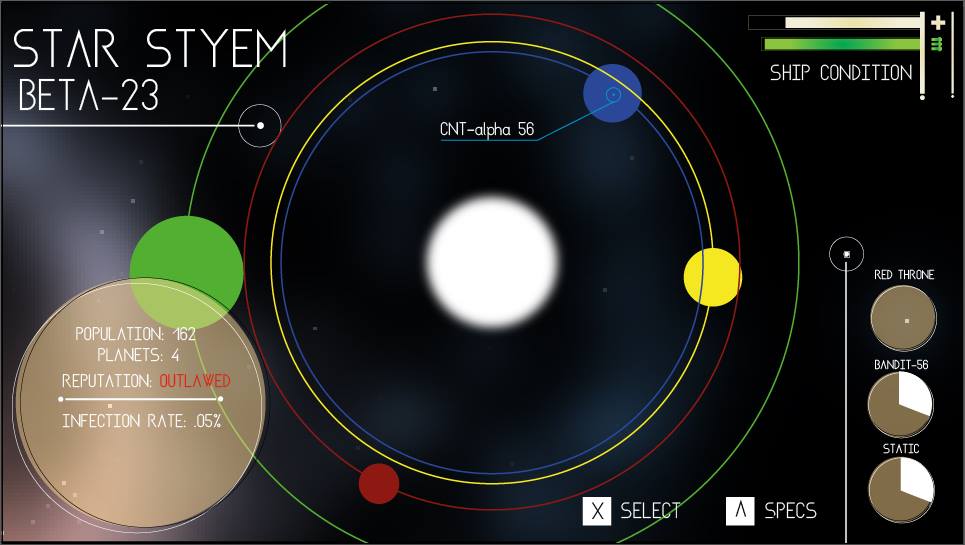 STAR STYEM
BETA-23
SHIP CONDITION
CNT-alpha 56
RED THRONE
BANDIT-56
STATIC
POPULATION: 162
PLANETS: 4
REPUTATION: OUTLAWED
INFECTION RATE: .05%
X SELECT
Λ SPECS